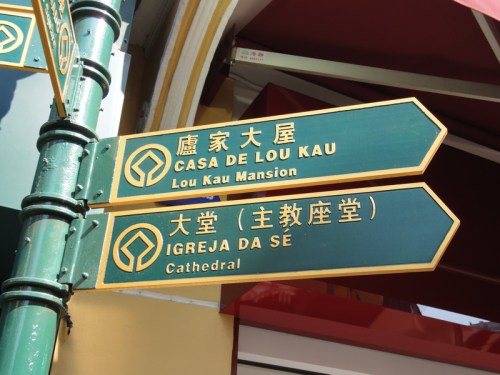 盧家大屋
CASA DE LOU KAU
Lou Kau Mansion
大堂（主教座堂）
IGREJA DA SÉ
Cathedral